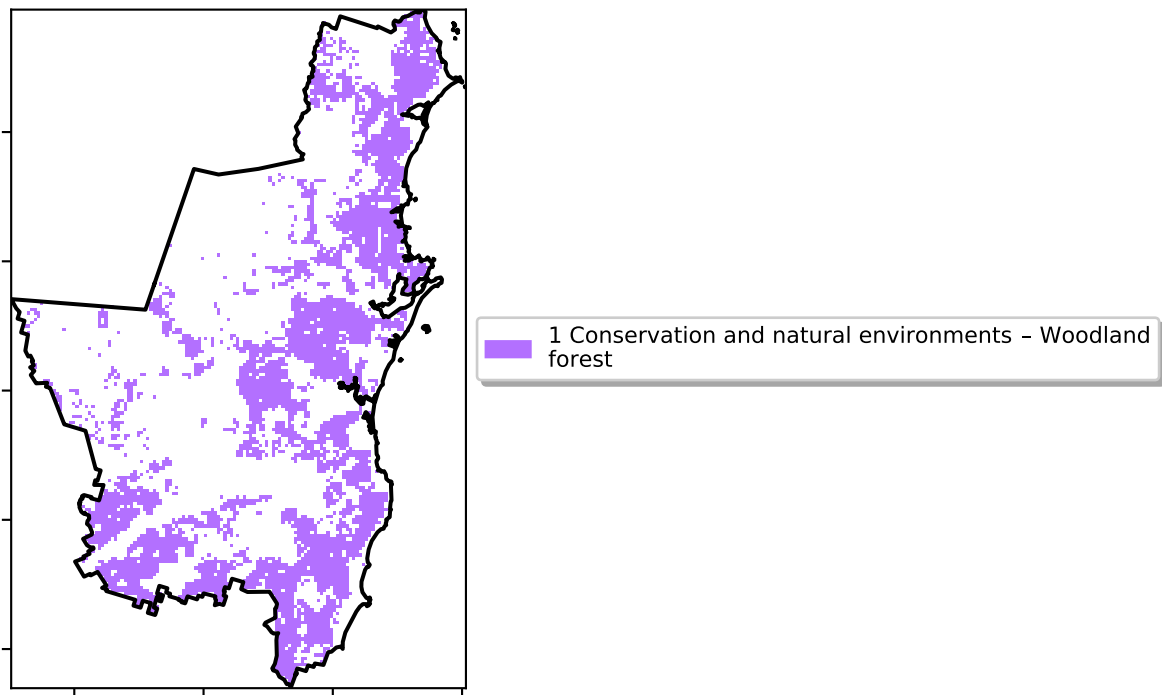 1 Conservation and natural environments – Woodland
forest